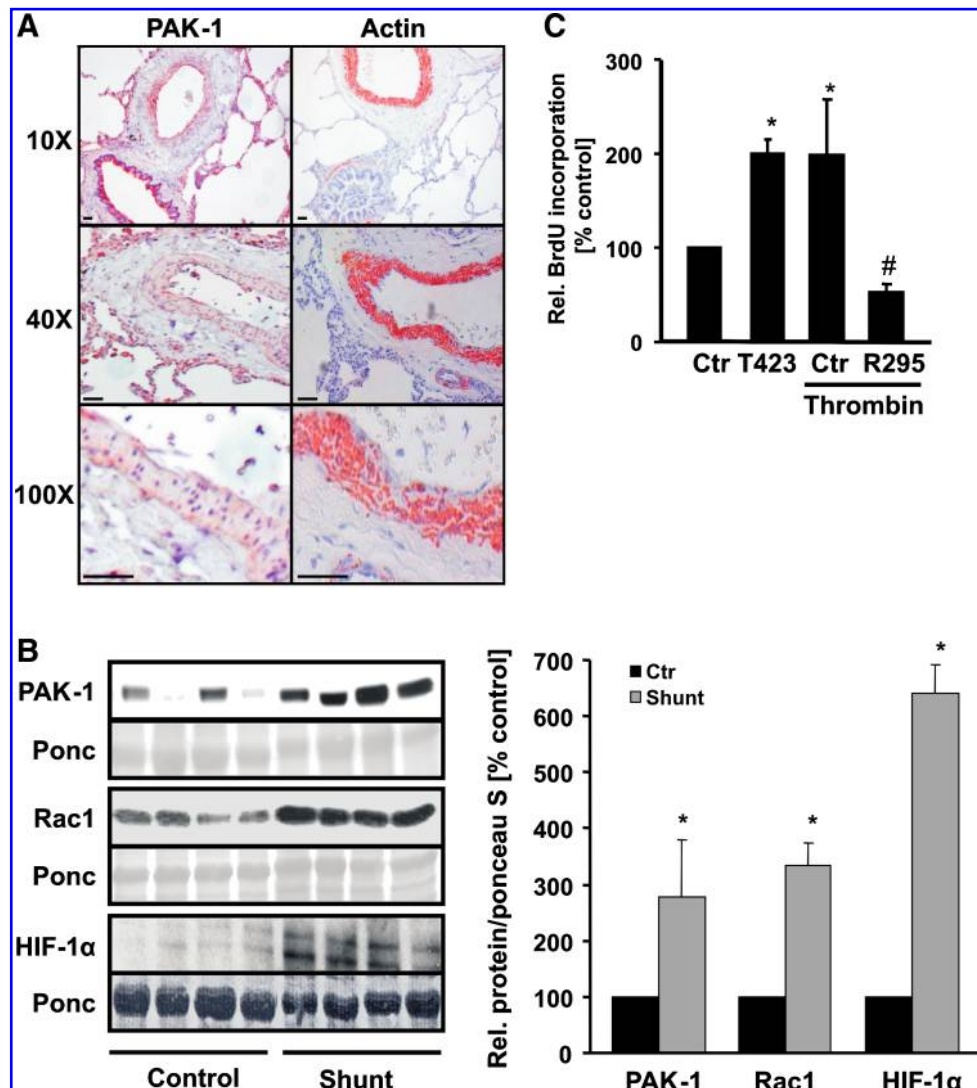 A
PAK-1 Actin
10X
40X
100X
C
Rel. BrdU incorporation
[% control]
300
200
100
0
* * #
Ctr T423 Ctr R295
Thrombin
B
PAK-1
Ponc
Rac1
Ponc
HIF-1α
Ponc
Control Shunt
Rel. protein/ponceau S [% control]
700
600
500
400
300
200
100
0
Ctr
Shunt
* * *
PAK-1 Rac1 HIF-1α